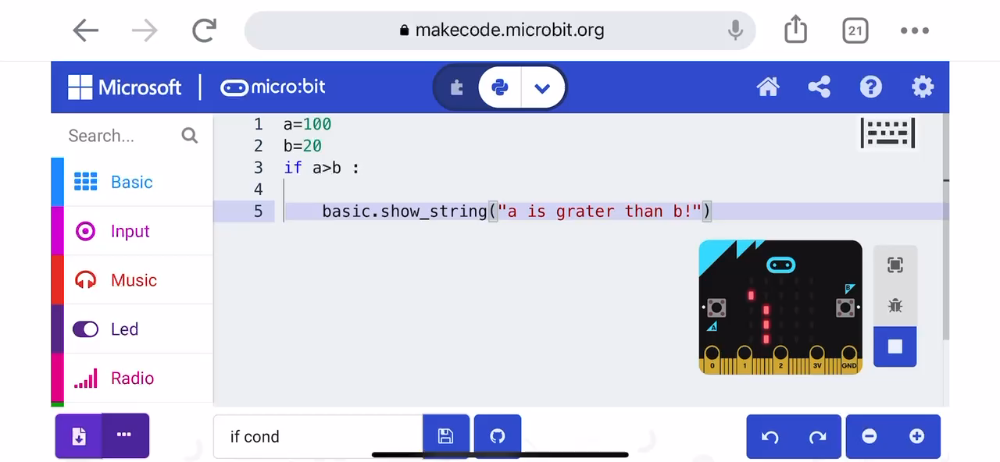 makecode.microbit.org
21
Microsoft
micro:bit
Search...
1 a=100
2 b=20
3 if a>b :
4
5 basic.show_string("a is grater than b!")
Basic
Input
Music
Led
Radio
A
B
0 1 2 3V GND
if cond